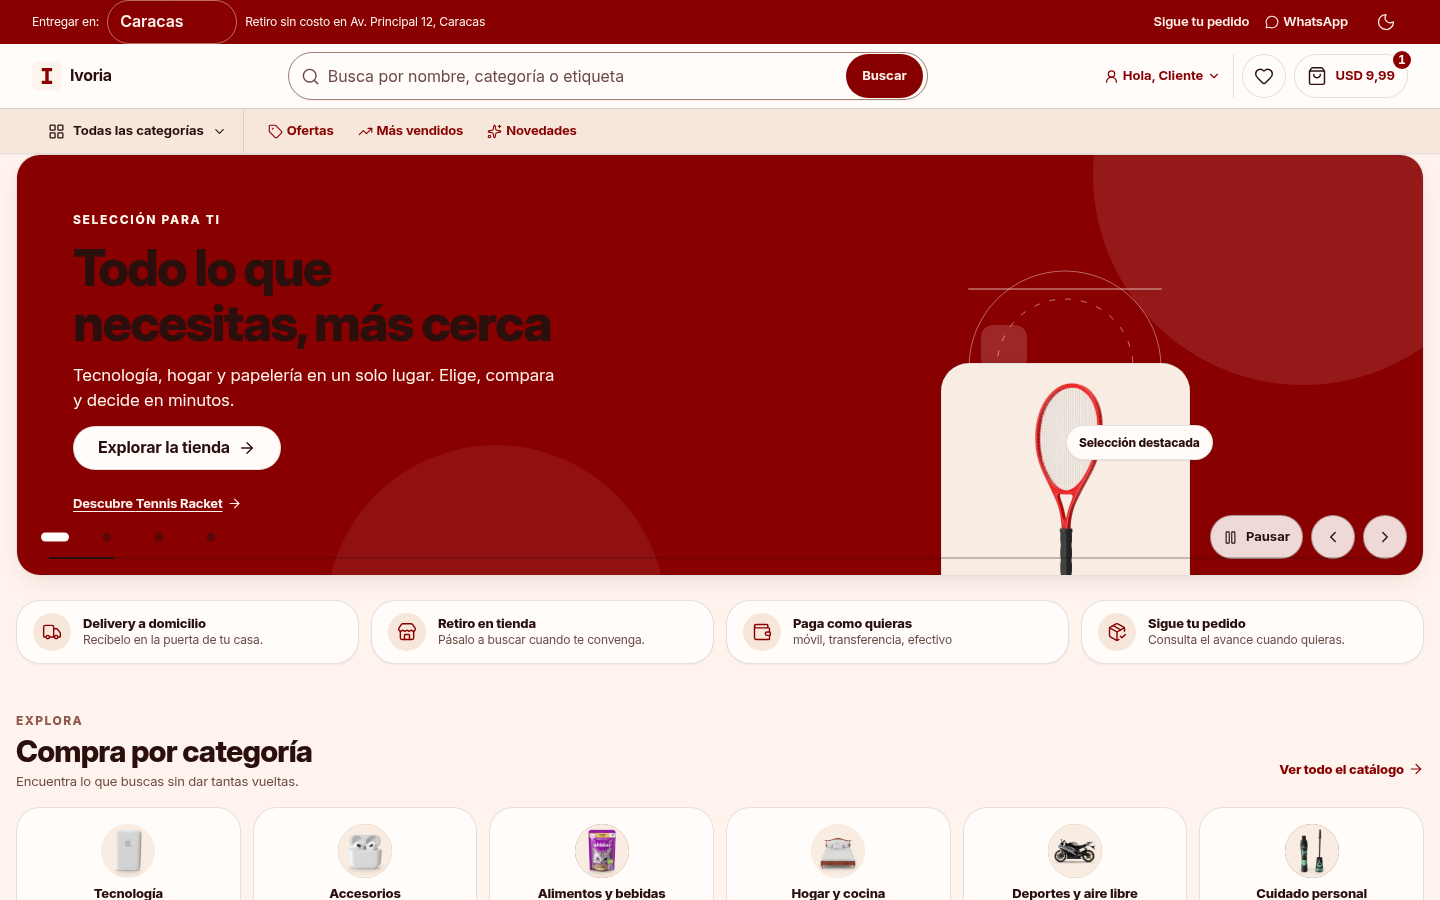 Entregar en: Caracas Retiro sin costo en Av. Principal 12, Caracas Sigue tu pedido WhatsApp
I Ivoria Busca por nombre, categoría o etiqueta Buscar Hola, Cliente USD 9,99 1
Todas las categorías Ofertas Más vendidos Novedades
SELECCIÓN PARA TI
Todo lo que
necesitas, más cerca
Tecnología, hogar y papelería en un solo lugar. Elige, compara
y decide en minutos.
Explorar la tienda
Selección destacada
Descubre Tennis Racket
Pausar
Delivery a domicilio
Recíbelo en la puerta de tu casa.
Retiro en tienda
Pásalo a buscar cuando te convenga.
Paga como quieras
móvil, transferencia, efectivo
Sigue tu pedido
Consulta el avance cuando quieras.
EXPLORA
Compra por categoría
Encuentra lo que buscas sin dar tantas vueltas.
Ver todo el catálogo
Tecnología
Accesorios
Alimentos y bebidas
Hogar y cocina
Deportes y aire libre
Cuidado personal